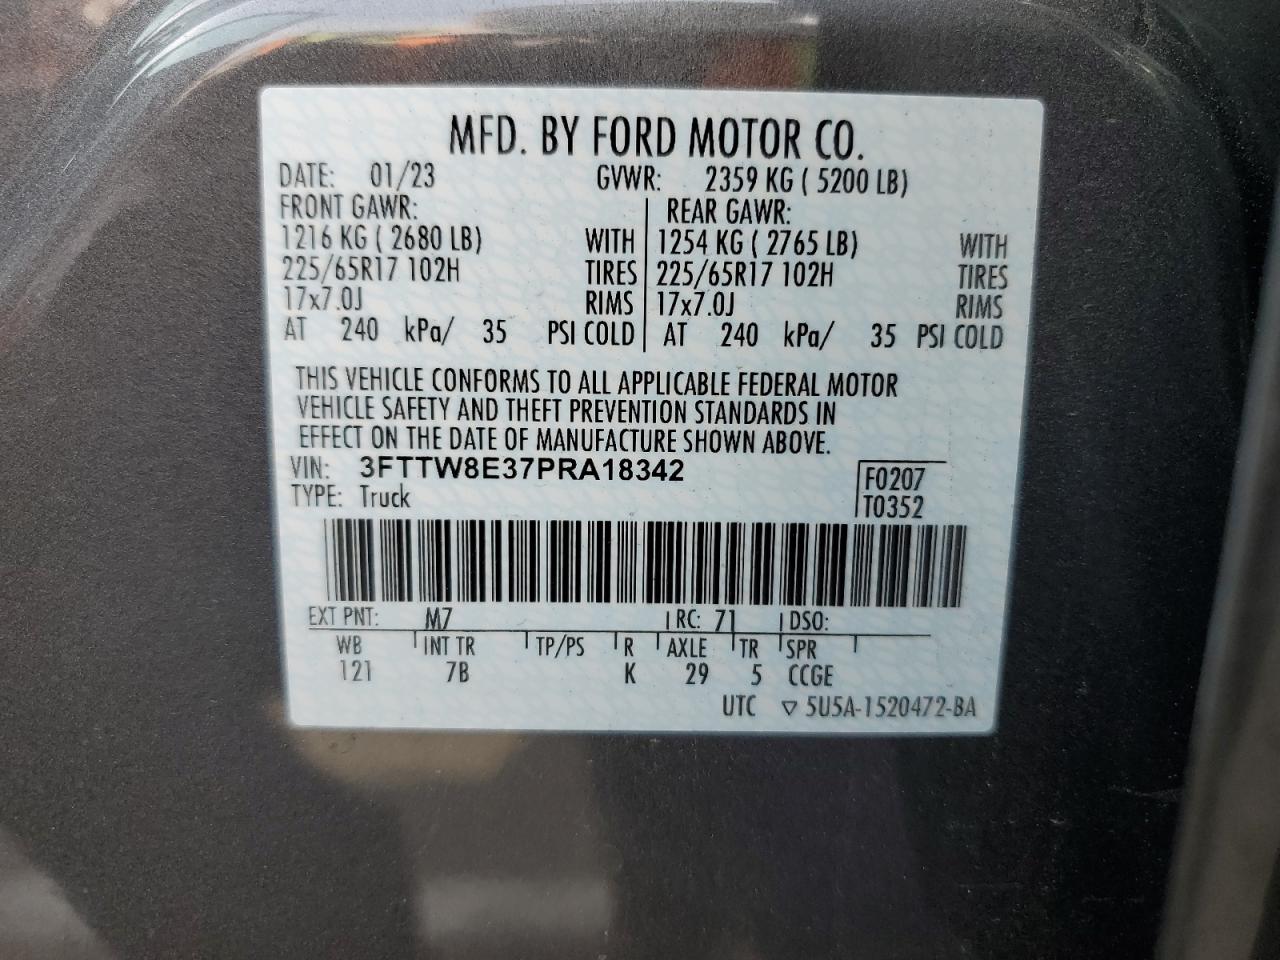 MFD. BY FORD MOTOR CO.
DATE: 01/23 GVWR: 2359 KG ( 5200 LB)
FRONT GAWR: REAR GAWR:
1216 KG ( 2680 LB) WITH 1254 KG ( 2765 LB) WITH
225/65R17 102H TIRES 225/65R17 102H TIRES
17x7.0J RIMS 17x7.0J RIMS
AT 240 kPa/ 35 PSI COLD AT 240 kPa/ 35 PSI COLD
THIS VEHICLE CONFORMS TO ALL APPLICABLE FEDERAL MOTOR
VEHICLE SAFETY AND THEFT PREVENTION STANDARDS IN
EFFECT ON THE DATE OF MANUFACTURE SHOWN ABOVE.
VIN: 3FTTW8E37PRA18342 F0207
TYPE: Truck T0352
EXT PNT: M7 RC: 71 DSO:
WB INT TR TP/PS R AXLE TR SPR
121 7B K 29 5 CCGE
UTC ▽ 5U5A-1520472-BA